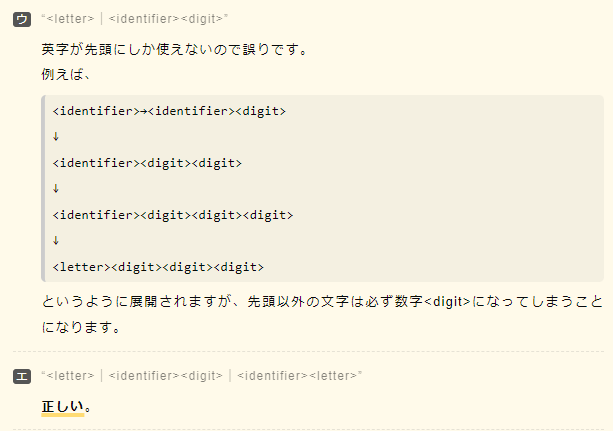 ウ "<letter> | <identifier><digit>"
英字が先頭にしか使えないので誤りです。
例えば、
<identifier>→<identifier><digit>
↓
<identifier><digit><digit>
↓
<identifier><digit><digit><digit>
↓
<letter><digit><digit><digit>
というように展開されますが、先頭以外の文字は必ず数字<digit>になってしまうこと
になります。
エ "<letter> | <identifier><digit> | <identifier><letter>"
正しい。